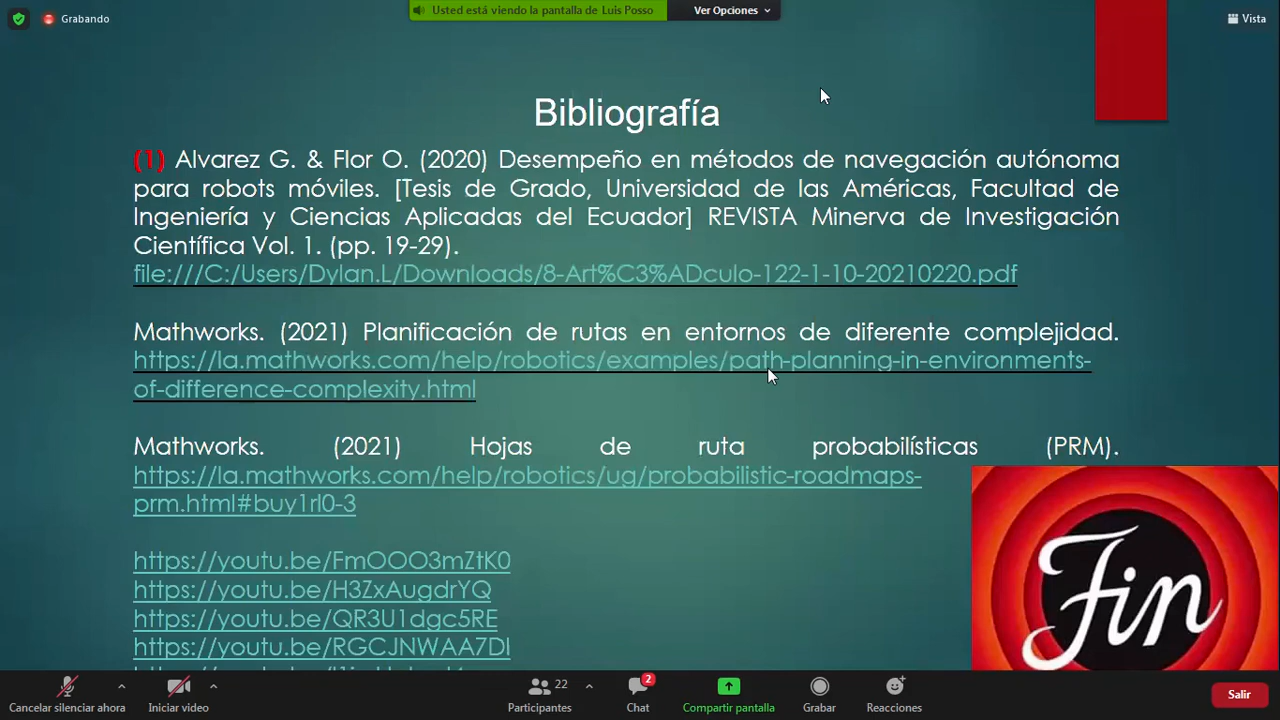 Grabando
Usted está viendo la pantalla de Luis Posso
Ver Opciones
Vista
Bibliografía
(1) Alvarez G. & Flor O. (2020) Desempeño en métodos de navegación autónoma
para robots móviles. [Tesis de Grado, Universidad de las Américas, Facultad de
Ingeniería y Ciencias Aplicadas del Ecuador] REVISTA Minerva de Investigación
Científica Vol. 1. (pp. 19-29).
file:///C:/Users/Dylan.L/Downloads/8-Art%C3%ADculo-122-1-10-20210220.pdf
Mathworks. (2021) Planificación de rutas en entornos de diferente complejidad.
https://la.mathworks.com/help/robotics/examples/path-planning-in-environments-
of-difference-complexity.html
Mathworks. (2021) Hojas de ruta probabilísticas (PRM).
https://la.mathworks.com/help/robotics/ug/probabilistic-roadmaps-
prm.html#buy1rl0-3
https://youtu.be/FmOOO3mZtK0
https://youtu.be/H3ZxAugdrYQ
https://youtu.be/QR3U1dgc5RE
https://youtu.be/RGCJNWAA7DI
Fin
Cancelar silenciar ahora
Iniciar video
22
Participantes
2
Chat
Compartir pantalla
Grabar
Reacciones
Salir